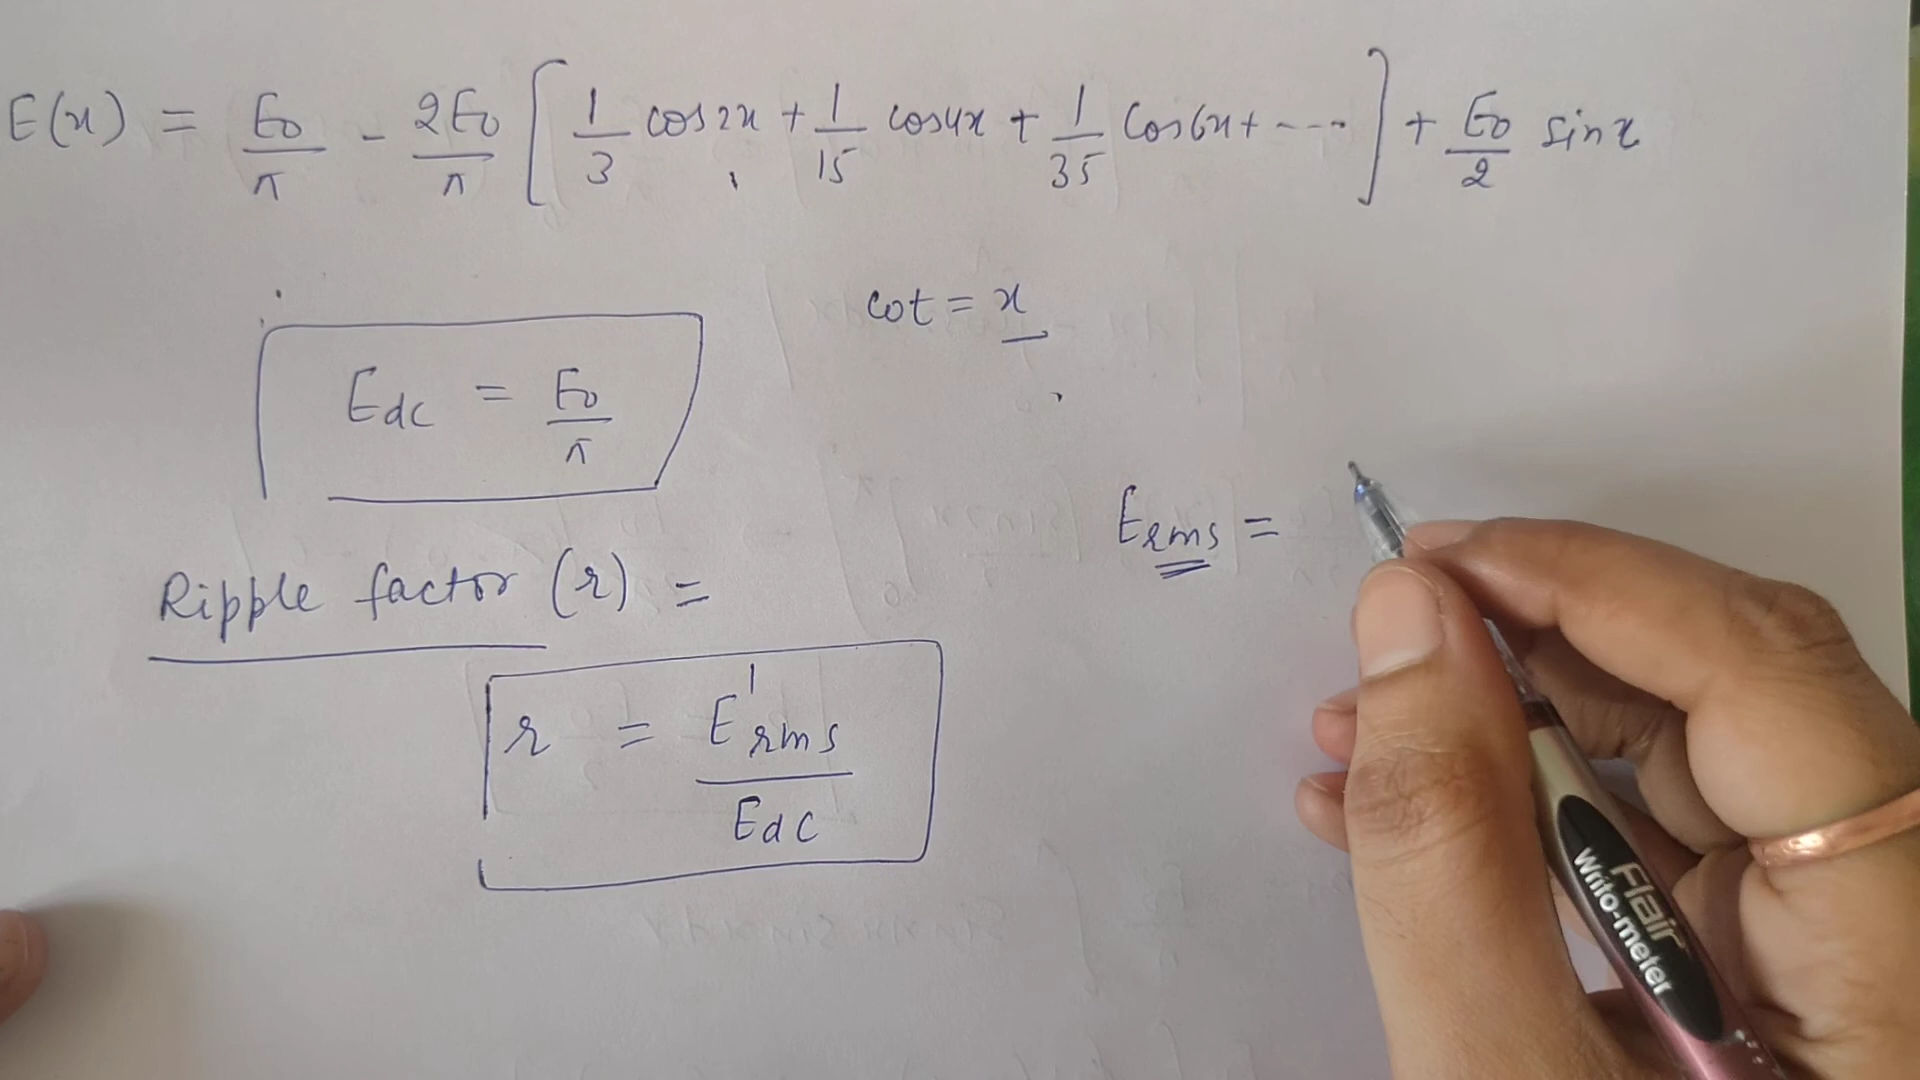 E(x) = E₀/π - 2E₀/π [ 1/3 cos2x + 1/15 cos4x + 1/35 cos6x + ---- ] + E₀/2 sinx
ωt = x
Edc = E₀/π
Erms =
Ripple factor (r) =
r = E'rms/Edc
Flair
Writo-meter